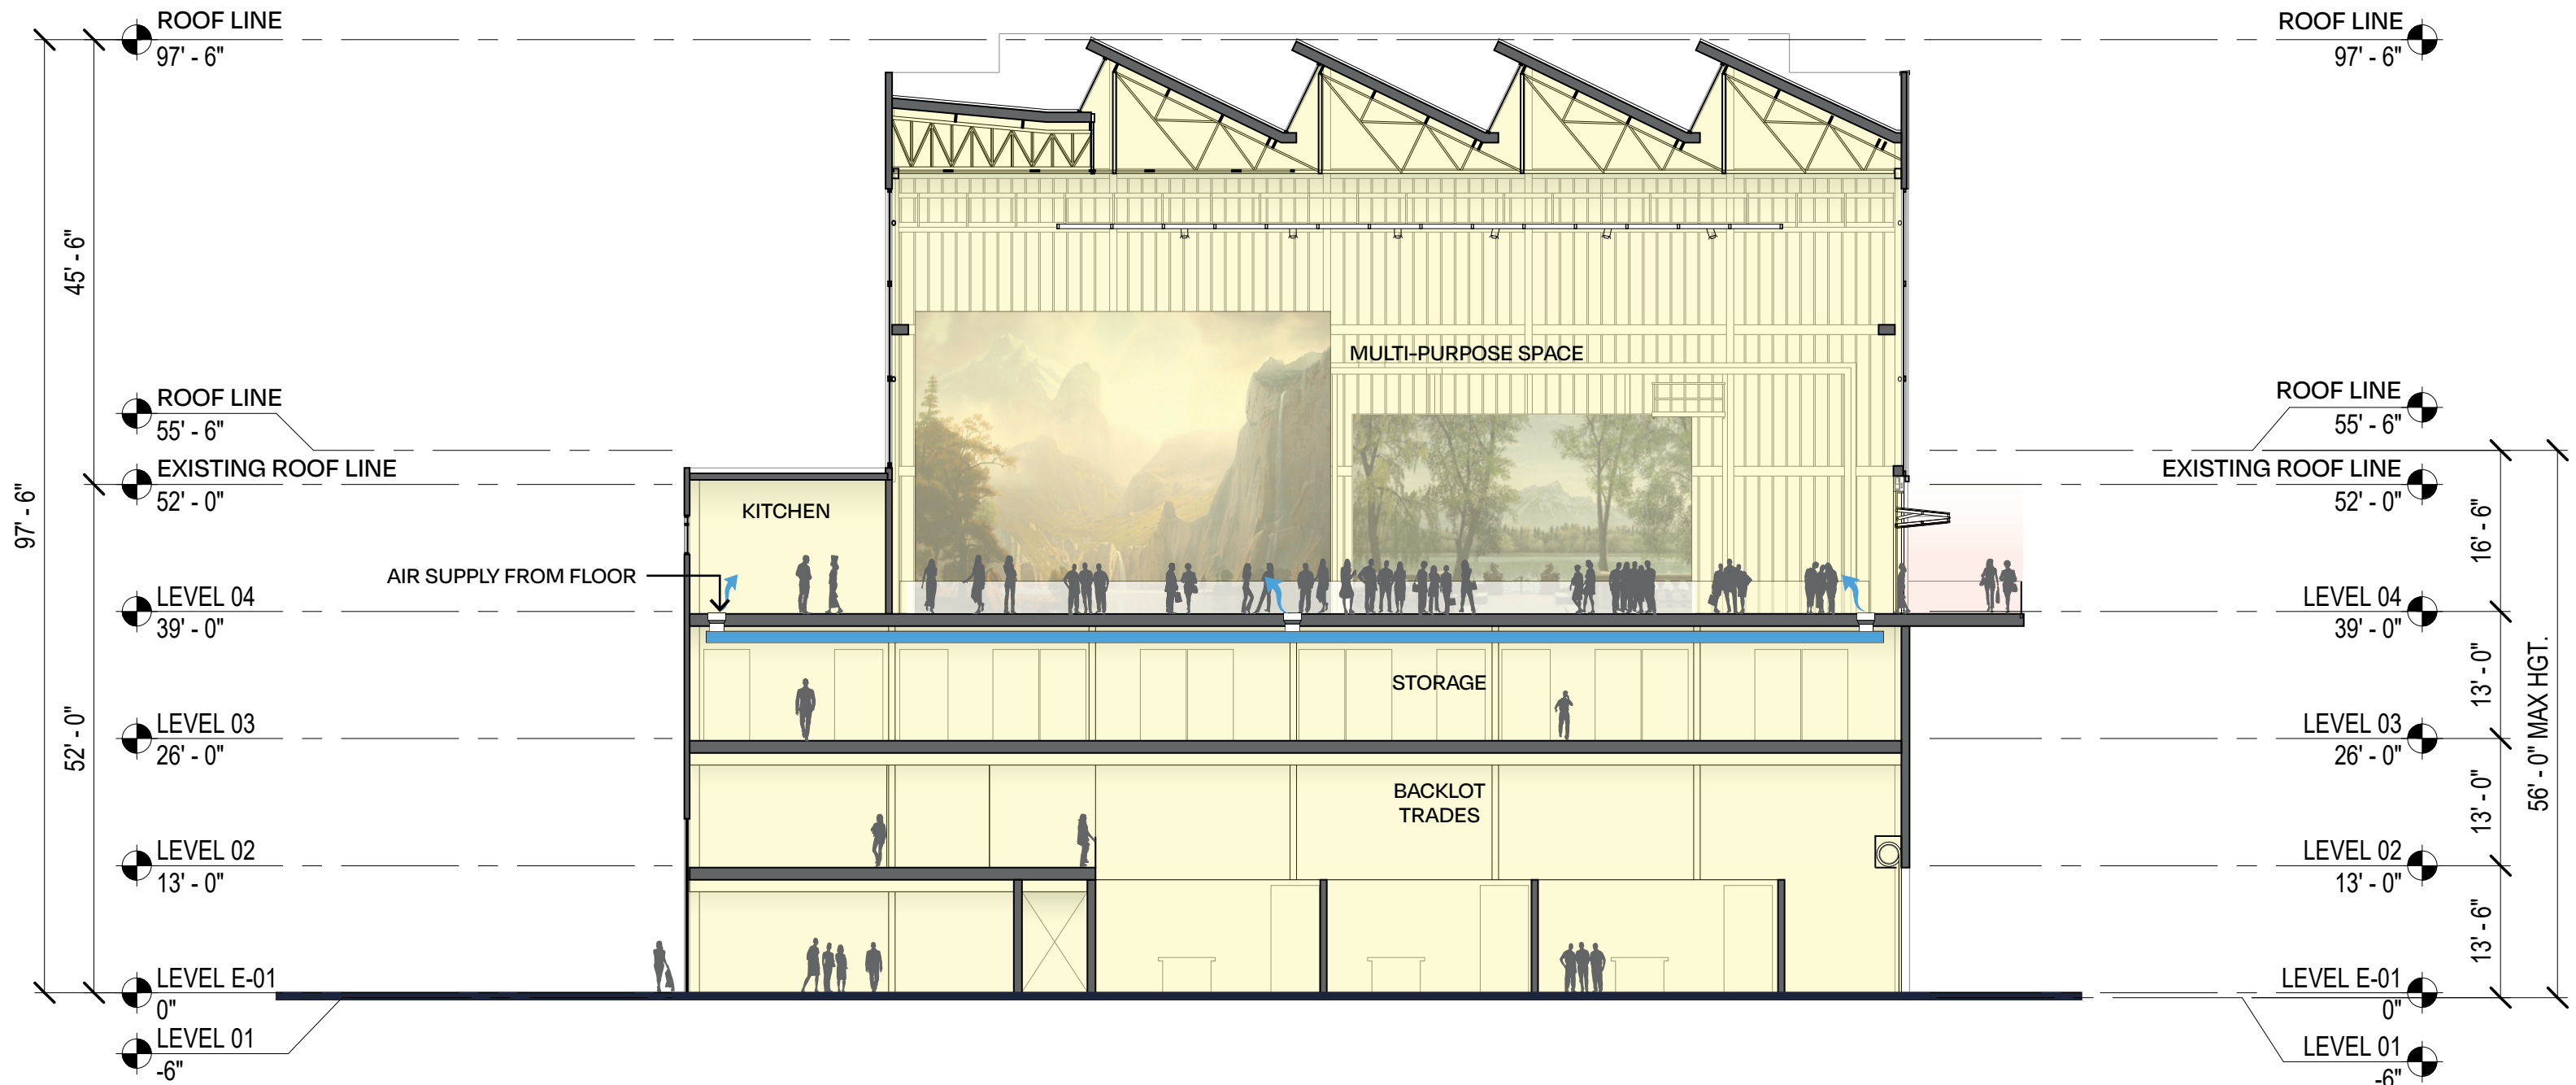 ROOF LINE
97' - 6"
ROOF LINE
97' - 6"
45' - 6"
97' - 6"
52' - 0"
ROOF LINE
55' - 6"
EXISTING ROOF LINE
52' - 0"
AIR SUPPLY FROM FLOOR
LEVEL 04
39' - 0"
LEVEL 03
26' - 0"
LEVEL 02
13' - 0"
LEVEL E-01
0"
LEVEL 01
-6"
MULTI-PURPOSE SPACE
KITCHEN
STORAGE
BACKLOT
TRADES
ROOF LINE
55' - 6"
EXISTING ROOF LINE
52' - 0"
LEVEL 04
39' - 0"
LEVEL 03
26' - 0"
LEVEL 02
13' - 0"
LEVEL E-01
0"
LEVEL 01
-6"
16' - 6"
13' - 0"
13' - 0"
13' - 6"
56' - 0" MAX HGT.